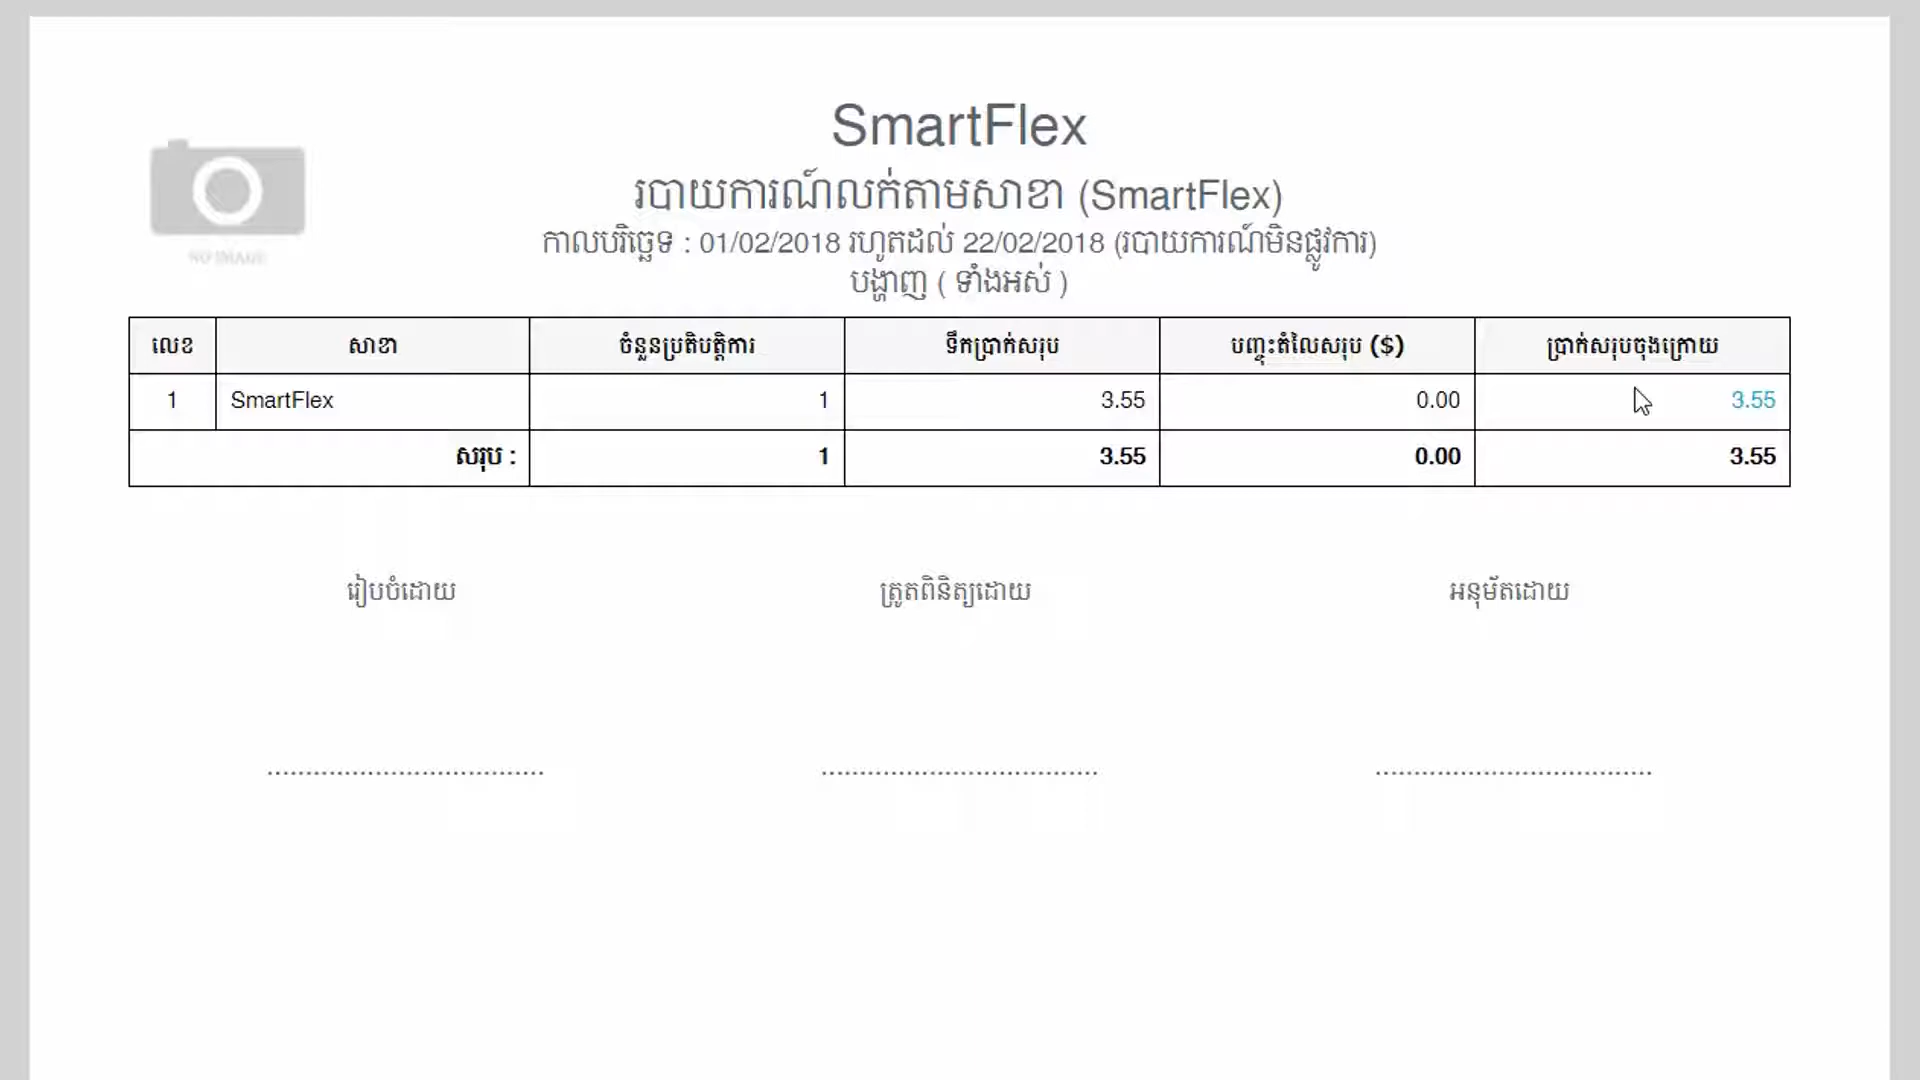 SmartFlex
NO IMAGE
របាយការណ៍លក់តាមសាខា (SmartFlex)
កាលបរិច្ឆេទ : 01/02/2018 រហូតដល់ 22/02/2018 (របាយការណ៍មិនផ្លូវការ)
បង្ហាញ ( ទាំងអស់ )
លេខ សាខា ចំនួនប្រតិបត្តិការ ទឹកប្រាក់សរុប បញ្ចុះតំលៃសរុប ($) ប្រាក់សរុបចុងក្រោយ
1 SmartFlex 1 3.55 0.00 3.55
សរុប : 1 3.55 0.00 3.55
រៀបចំដោយ ត្រួតពិនិត្យដោយ អនុម័តដោយ